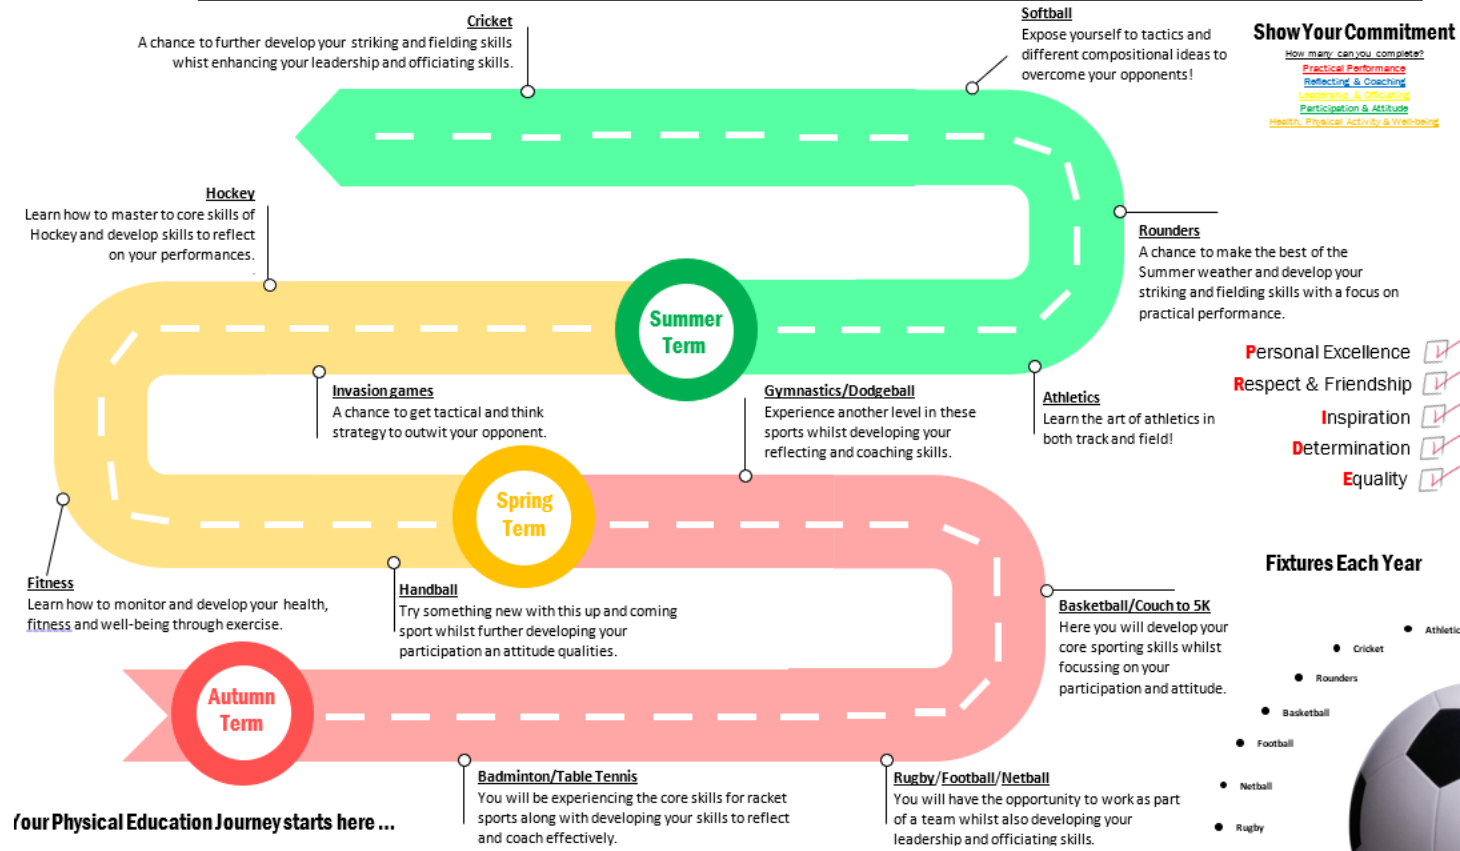 Cricket
A chance to further develop your striking and fielding skills
whist enhancing your leadership and officiating skills.
Softball
Expose yourself to tactics and
different compositional ideas to
overcome your opponents!
Show Your Commitment
How many can you complete?
Practical Performance
Reflecting & Coaching
Leadership & Officiating
Participation & Attitude
Health, Physical Activity & Well-being
Hockey
Learn how to master to core skills of
Hockey and develop skills to reflect
on your performances.
.
Rounders
A chance to make the best of the
Summer weather and develop your
striking and fielding skills with a focus on
practical performance.
Summer
Term
Personal Excellence
Respect & Friendship
Inspiration
Determination
Equality
Invasion games
A chance to get tactical and think
strategy to outwit your opponent.
Gymnastics/Dodgeball
Experience another level in these
sports whilst developing your
reflecting and coaching skills.
Athletics
Learn the art of athletics in
both track and field!
Spring
Term
Fitness
Learn how to monitor and develop your health,
fitness and well-being through exercise.
Handball
Try something new with this up and coming
sport whilst further developing your
participation an attitude qualities.
Basketball/Couch to 5K
Here you will develop your
core sporting skills whilst
focussing on your
participation and attitude.
Fixtures Each Year
Athletic
Cricket
Rounders
Basketball
Football
Netball
Rugby
Autumn
Term
Badminton/Table Tennis
You will be experiencing the core skills for racket
sports along with developing your skills to reflect
and coach effectively.
Rugby/Football/Netball
You will have the opportunity to work as part
of a team whilst also developing your
leadership and officiating skills.
Your Physical Education Journey starts here ...